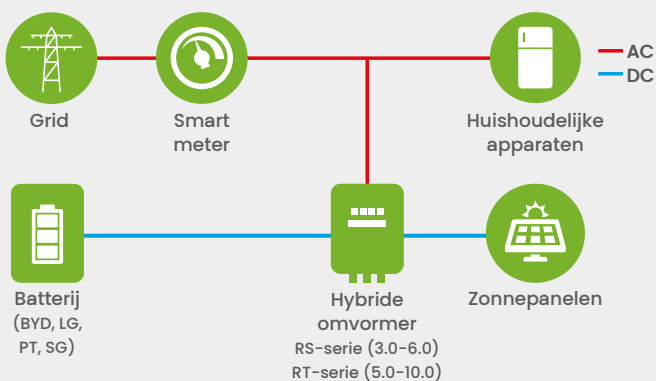 AC
DC
Grid
Smart
meter
Huishoudelijke
apparaten
Batterij
(BYD, LG,
PT, SG)
Hybride
omvormer
RS-serie (3.0-6.0)
RT-serie (5.0-10.0)
Zonnepanelen